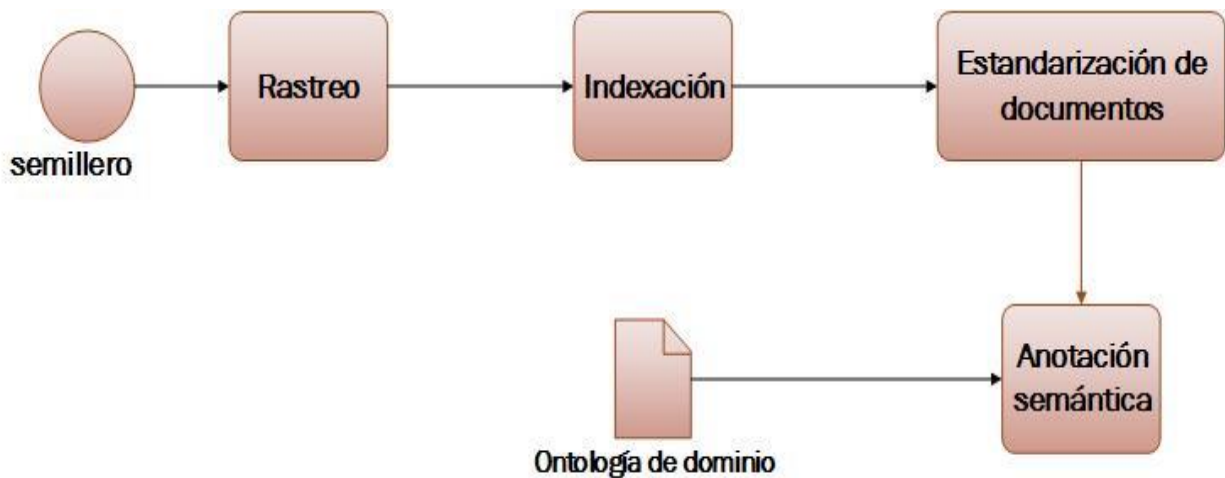 semillero
Rastreo
Indexación
Estandarización de
documentos
Anotación
semántica
Ontología de dominio